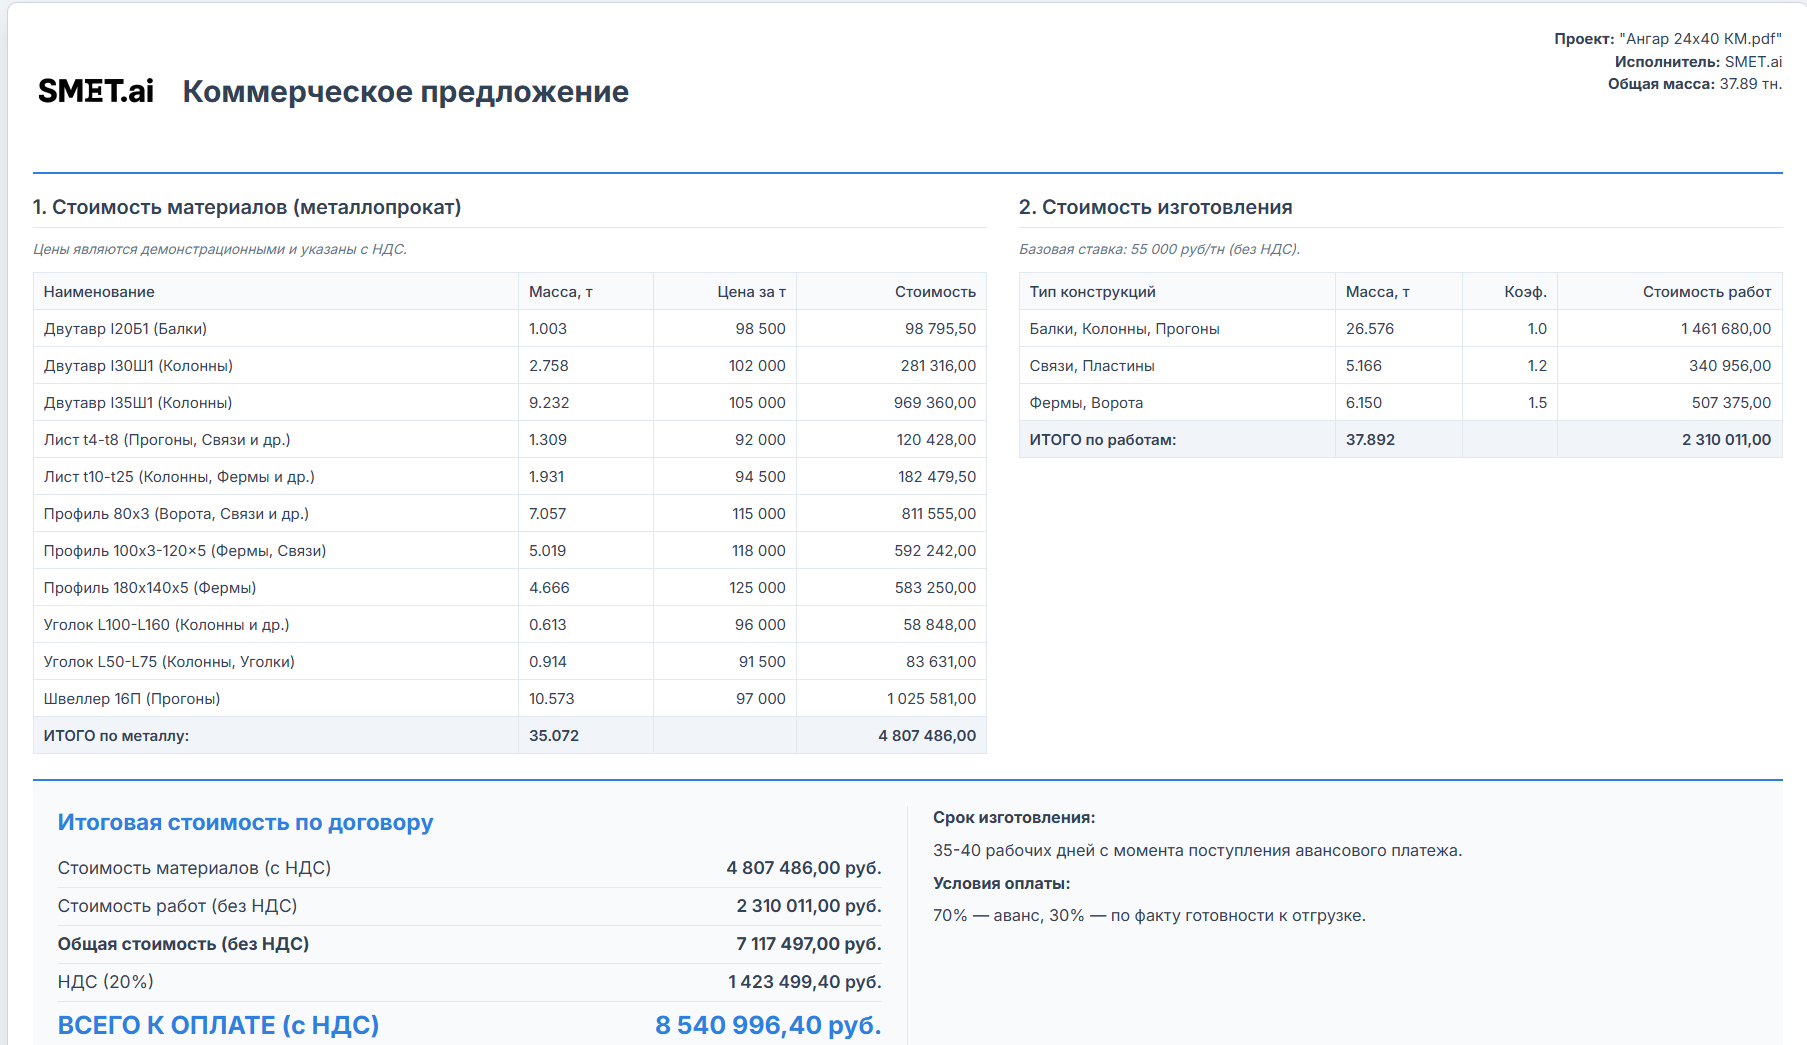 Проект: "Ангар 24х40 КМ.pdf"
Исполнитель: SMET.ai
Общая масса: 37.89 тн.
SMET.ai Коммерческое предложение
1. Стоимость материалов (металлопрокат)
Цены являются демонстрационными и указаны с НДС.
Наименование Масса, т Цена за т Стоимость
Двутавр I20Б1 (Балки) 1.003 98 500 98 795,50
Двутавр I30Ш1 (Колонны) 2.758 102 000 281 316,00
Двутавр I35Ш1 (Колонны) 9.232 105 000 969 360,00
Лист t4-t8 (Прогоны, Связи и др.) 1.309 92 000 120 428,00
Лист t10-t25 (Колонны, Фермы и др.) 1.931 94 500 182 479,50
Профиль 80х3 (Ворота, Связи и др.) 7.057 115 000 811 555,00
Профиль 100х3-120×5 (Фермы, Связи) 5.019 118 000 592 242,00
Профиль 180х140х5 (Фермы) 4.666 125 000 583 250,00
Уголок L100-L160 (Колонны и др.) 0.613 96 000 58 848,00
Уголок L50-L75 (Колонны, Уголки) 0.914 91 500 83 631,00
Швеллер 16П (Прогоны) 10.573 97 000 1 025 581,00
ИТОГО по металлу: 35.072 4 807 486,00
2. Стоимость изготовления
Базовая ставка: 55 000 руб/тн (без НДС).
Тип конструкций Масса, т Коэф. Стоимость работ
Балки, Колонны, Прогоны 26.576 1.0 1 461 680,00
Связи, Пластины 5.166 1.2 340 956,00
Фермы, Ворота 6.150 1.5 507 375,00
ИТОГО по работам: 37.892 2 310 011,00
Итоговая стоимость по договору
Стоимость материалов (с НДС) 4 807 486,00 руб.
Стоимость работ (без НДС) 2 310 011,00 руб.
Общая стоимость (без НДС) 7 117 497,00 руб.
НДС (20%) 1 423 499,40 руб.
ВСЕГО К ОПЛАТЕ (с НДС) 8 540 996,40 руб.
Срок изготовления:
35-40 рабочих дней с момента поступления авансового платежа.
Условия оплаты:
70% — аванс, 30% — по факту готовности к отгрузке.